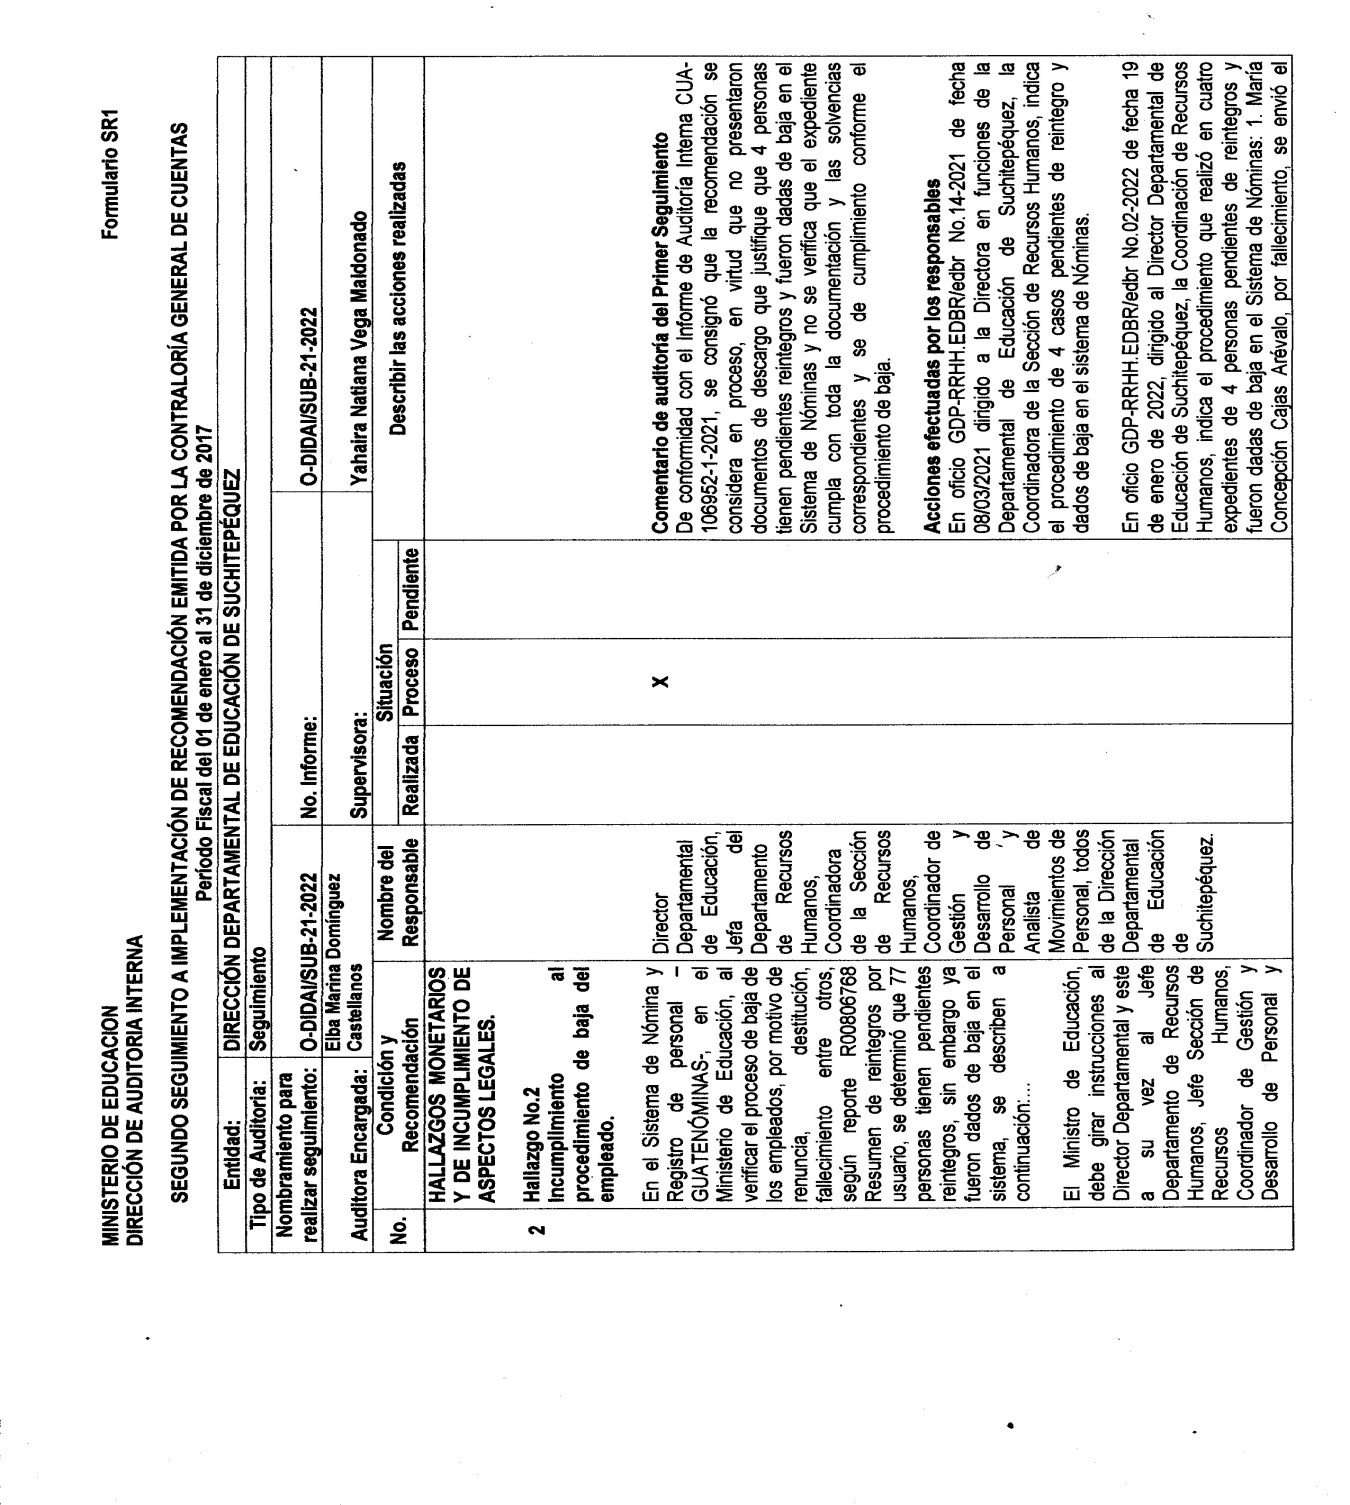 MINISTERIO DE EDUCACION
DIRECCIÓN DE AUDITORIA INTERNA
Formulario SR1
SEGUNDO SEGUIMIENTO A IMPLEMENTACIÓN DE RECOMENDACIÓN EMITIDA POR LA CONTRALORÍA GENERAL DE CUENTAS
Período Fiscal del 01 de enero al 31 de diciembre de 2017
Entidad: DIRECCIÓN DEPARTAMENTAL DE EDUCACIÓN DE SUCHITEPÉQUEZ
Tipo de Auditoria: Seguimiento
Nombramiento para
realizar seguimiento: O-DIDAI/SUB-21-2022 No. Informe: O-DIDAI/SUB-21-2022
Auditora Encargada: Elba Marina Domínguez
Castellanos
Supervisora: Yahaira Natiana Vega Maldonado
No.
Condición y
Recomendación
Nombre del
Responsable
Situación
Realizada Proceso Pendiente
Describir las acciones realizadas
HALLAZGOS MONETARIOS
Y DE INCUMPLIMIENTO DE
ASPECTOS LEGALES.
2
Hallazgo No.2
Incumplimiento al
procedimiento de baja del
empleado.
En el Sistema de Nómina y
Registro de personal –
GUATENÓMINAS-, en el
Ministerio de Educación, al
verificar el proceso de baja de
los empleados, por motivo de
renuncia, destitución,
fallecimiento entre otros,
según reporte R00806768
Resumen de reintegros por
usuario, se determinó que 77
personas tienen pendientes
reintegros, sin embargo ya
fueron dados de baja en el
sistema, se describen a
continuación:...
El Ministro de Educación,
debe girar instrucciones al
Director Departamental y este
a su vez al Jefe
Departamento de Recursos
Humanos, Jefe Sección de
Recursos Humanos,
Coordinador de Gestión y
Desarrollo de Personal y
Director
Departamental
de Educación,
Jefa del
Departamento
de Recursos
Humanos,
Coordinadora
de la Sección
de Recursos
Humanos,
Coordinador de
Gestión y
Desarrollo de
Personal y
Analista de
Movimientos de
Personal, todos
de la Dirección
Departamental
de Educación
de
Suchitepéquez.
X
Comentario de auditoría del Primer Seguimiento
De conformidad con el Informe de Auditoría Interna CUA-
106952-1-2021, se consignó que la recomendación se
considera en proceso, en virtud que no presentaron
documentos de descargo que justifique que 4 personas
tienen pendientes reintegros y fueron dadas de baja en el
Sistema de Nóminas y no se verifica que el expediente
cumpla con toda la documentación y las solvencias
correspondientes y se de cumplimiento conforme el
procedimiento de baja.
Acciones efectuadas por los responsables
En oficio GDP-RRHH.EDBR/edbr No.14-2021 de fecha
08/03/2021 dirigido a la Directora en funciones de la
Departamental de Educación de Suchitepéquez, la
Coordinadora de la Sección de Recursos Humanos, indica
el procedimiento de 4 casos pendientes de reintegro y
dados de baja en el sistema de Nóminas.
En oficio GDP-RRHH.EDBR/edbr No.02-2022 de fecha 19
de enero de 2022, dirigido al Director Departamental de
Educación de Suchitepéquez, la Coordinación de Recursos
Humanos, indica el procedimiento que realizó en cuatro
expedientes de 4 personas pendientes de reintegros y
fueron dadas de baja en el Sistema de Nóminas: 1. María
Concepción Cajas Arévalo, por fallecimiento, se envió el